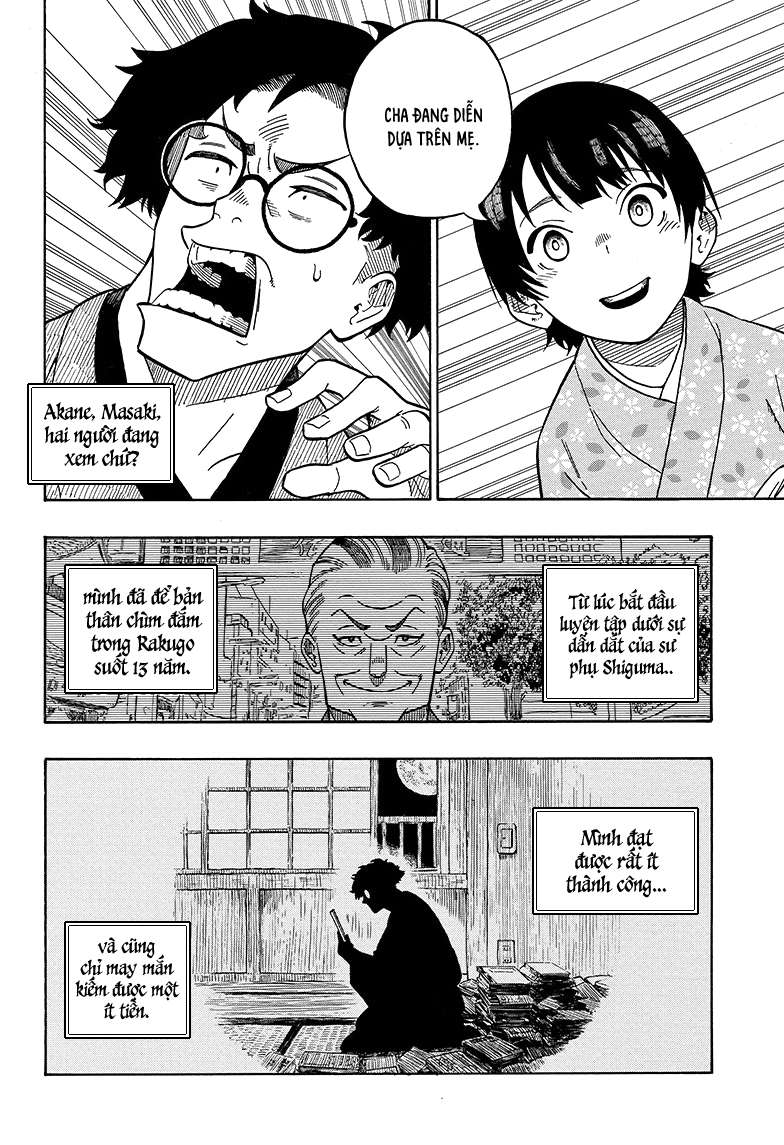 CHA ĐANG DIỄN
DỰA TRÊN MẸ.
Akane, Masaki,
hai người đang
xem chứ?
Từ lúc bắt đầu
luyện tập dưới sự
dẫn dắt của sư
phụ Shiguma..
mình đã để bản
thân chìm đắm
trong Rakugo
suốt 13 năm.
Mình đạt
được rất ít
thành công...
và cũng
chỉ may mắn
kiếm được một
ít tiền.